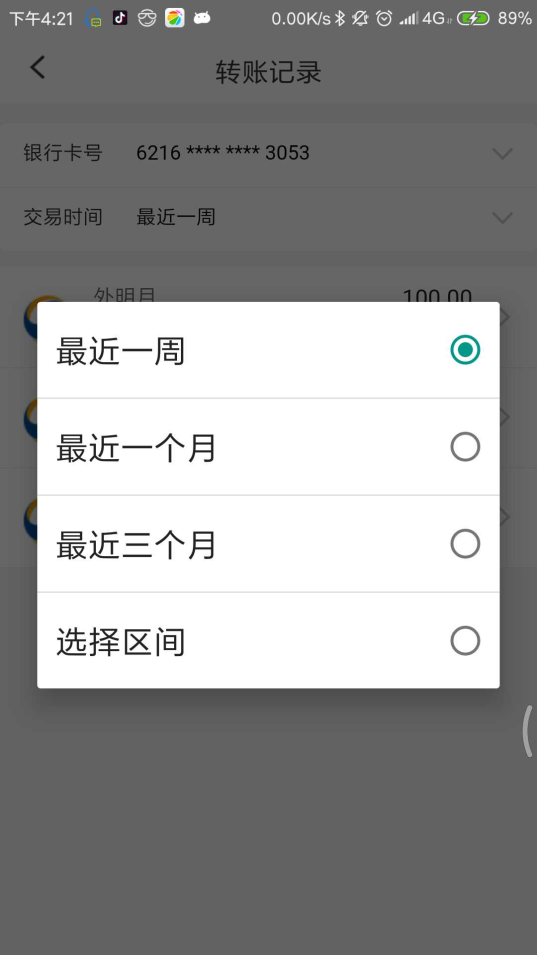 下午4:21 0.00K/s 4G 89%
转账记录
银行卡号 6216 **** **** 3053
交易时间 最近一周
外明月 100.00
最近一周
最近一个月
最近三个月
选择区间